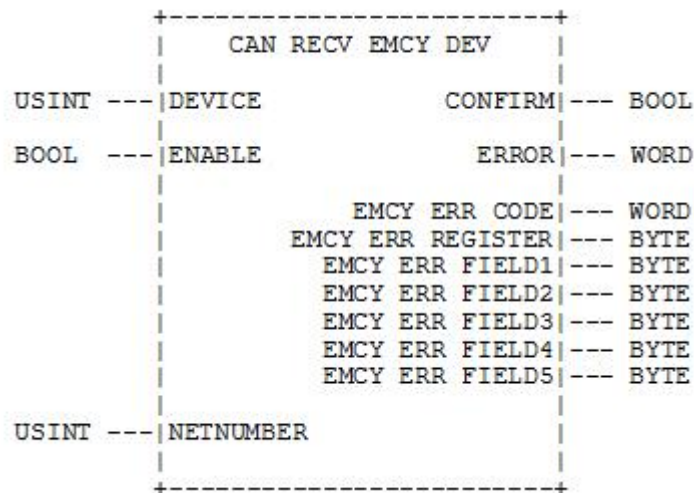 +------------------------+
CAN RECV EMCY DEV
USINT ---|DEVICE CONFIRM|--- BOOL
BOOL ---|ENABLE ERROR|--- WORD
EMCY ERR CODE|--- WORD
EMCY ERR REGISTER|--- BYTE
EMCY ERR FIELD1|--- BYTE
EMCY ERR FIELD2|--- BYTE
EMCY ERR FIELD3|--- BYTE
EMCY ERR FIELD4|--- BYTE
EMCY ERR FIELD5|--- BYTE
USINT ---|NETNUMBER |
+------------------------+